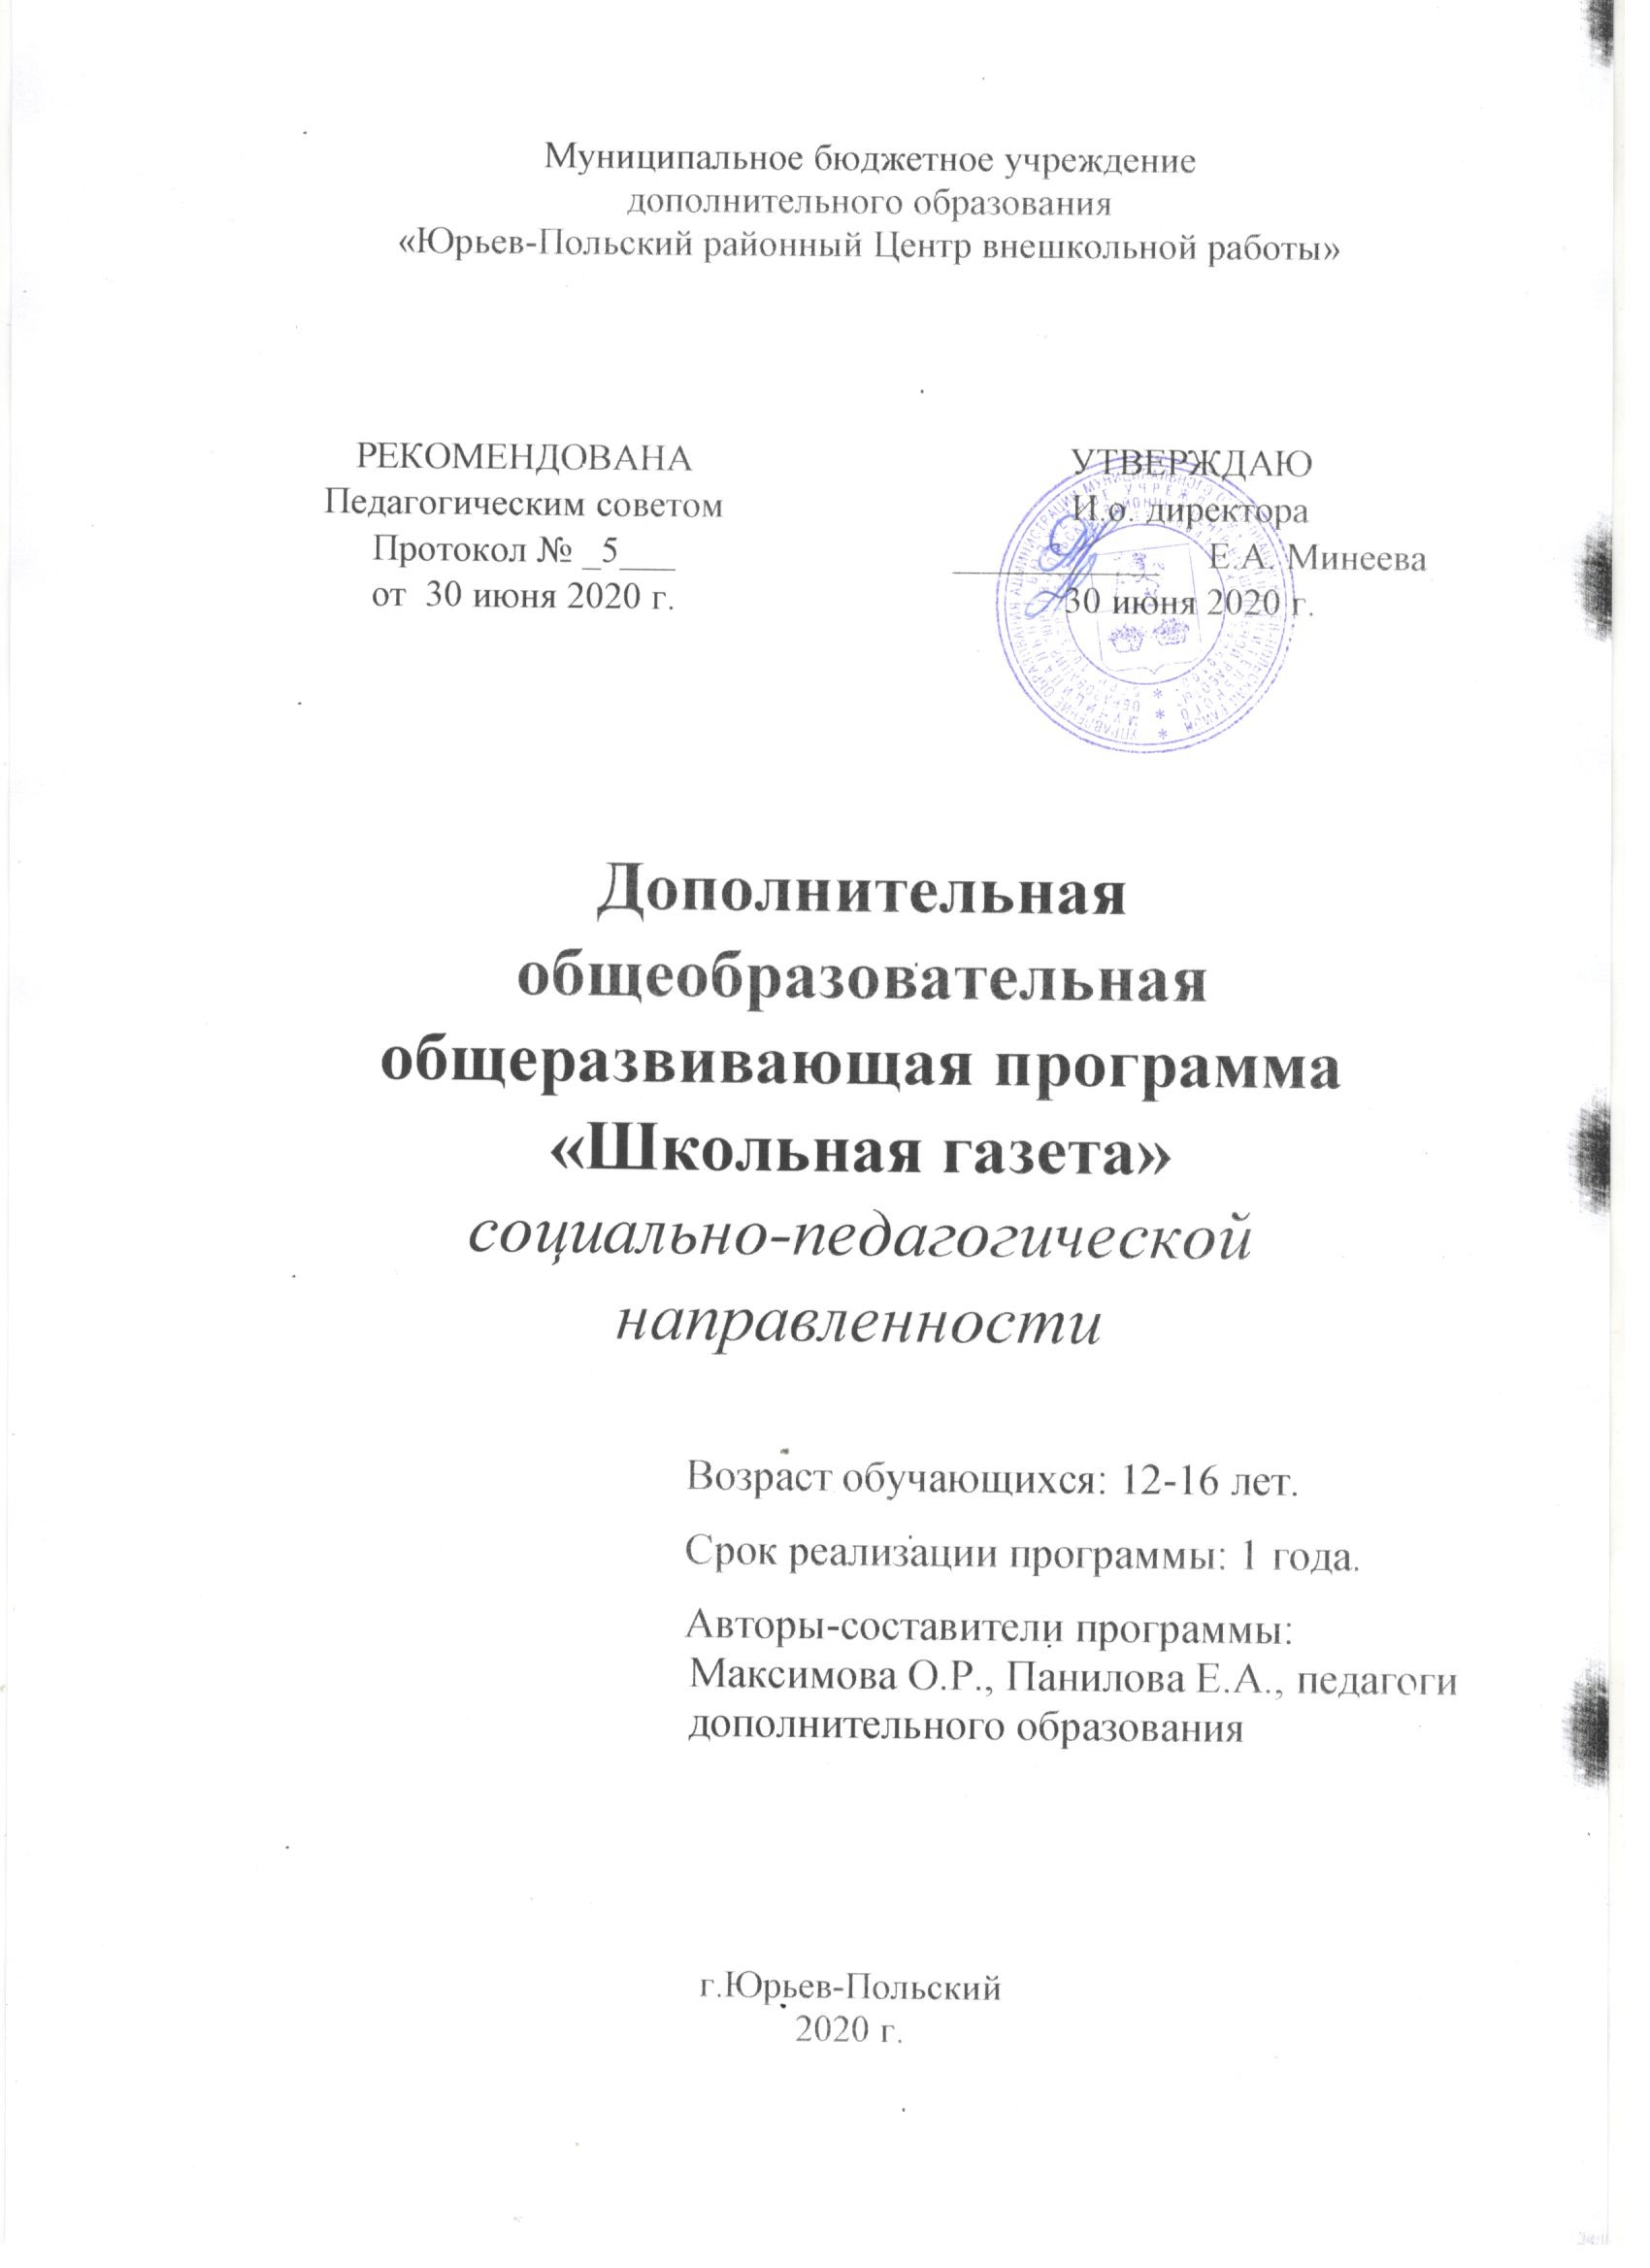 Муниципальное бюджетное учреждение
дополнительного образования
«Юрьев-Польский районный Центр внешкольной работы»
РЕКОМЕНДОВАНА
Педагогическим советом
Протокол № _5___
от 30 июня 2020 г.
УТВЕРЖДАЮ
И.о. директора
___________ Е.А. Минеева
30 июня 2020 г.
Дополнительная
общеобразовательная
общеразвивающая программа
«Школьная газета»
социально-педагогической
направленности
Возраст обучающихся: 12-16 лет.
Срок реализации программы: 1 года.
Авторы-составители программы:
Максимова О.Р., Панилова Е.А., педагоги
дополнительного образования
г.Юрьев-Польский
2020 г.